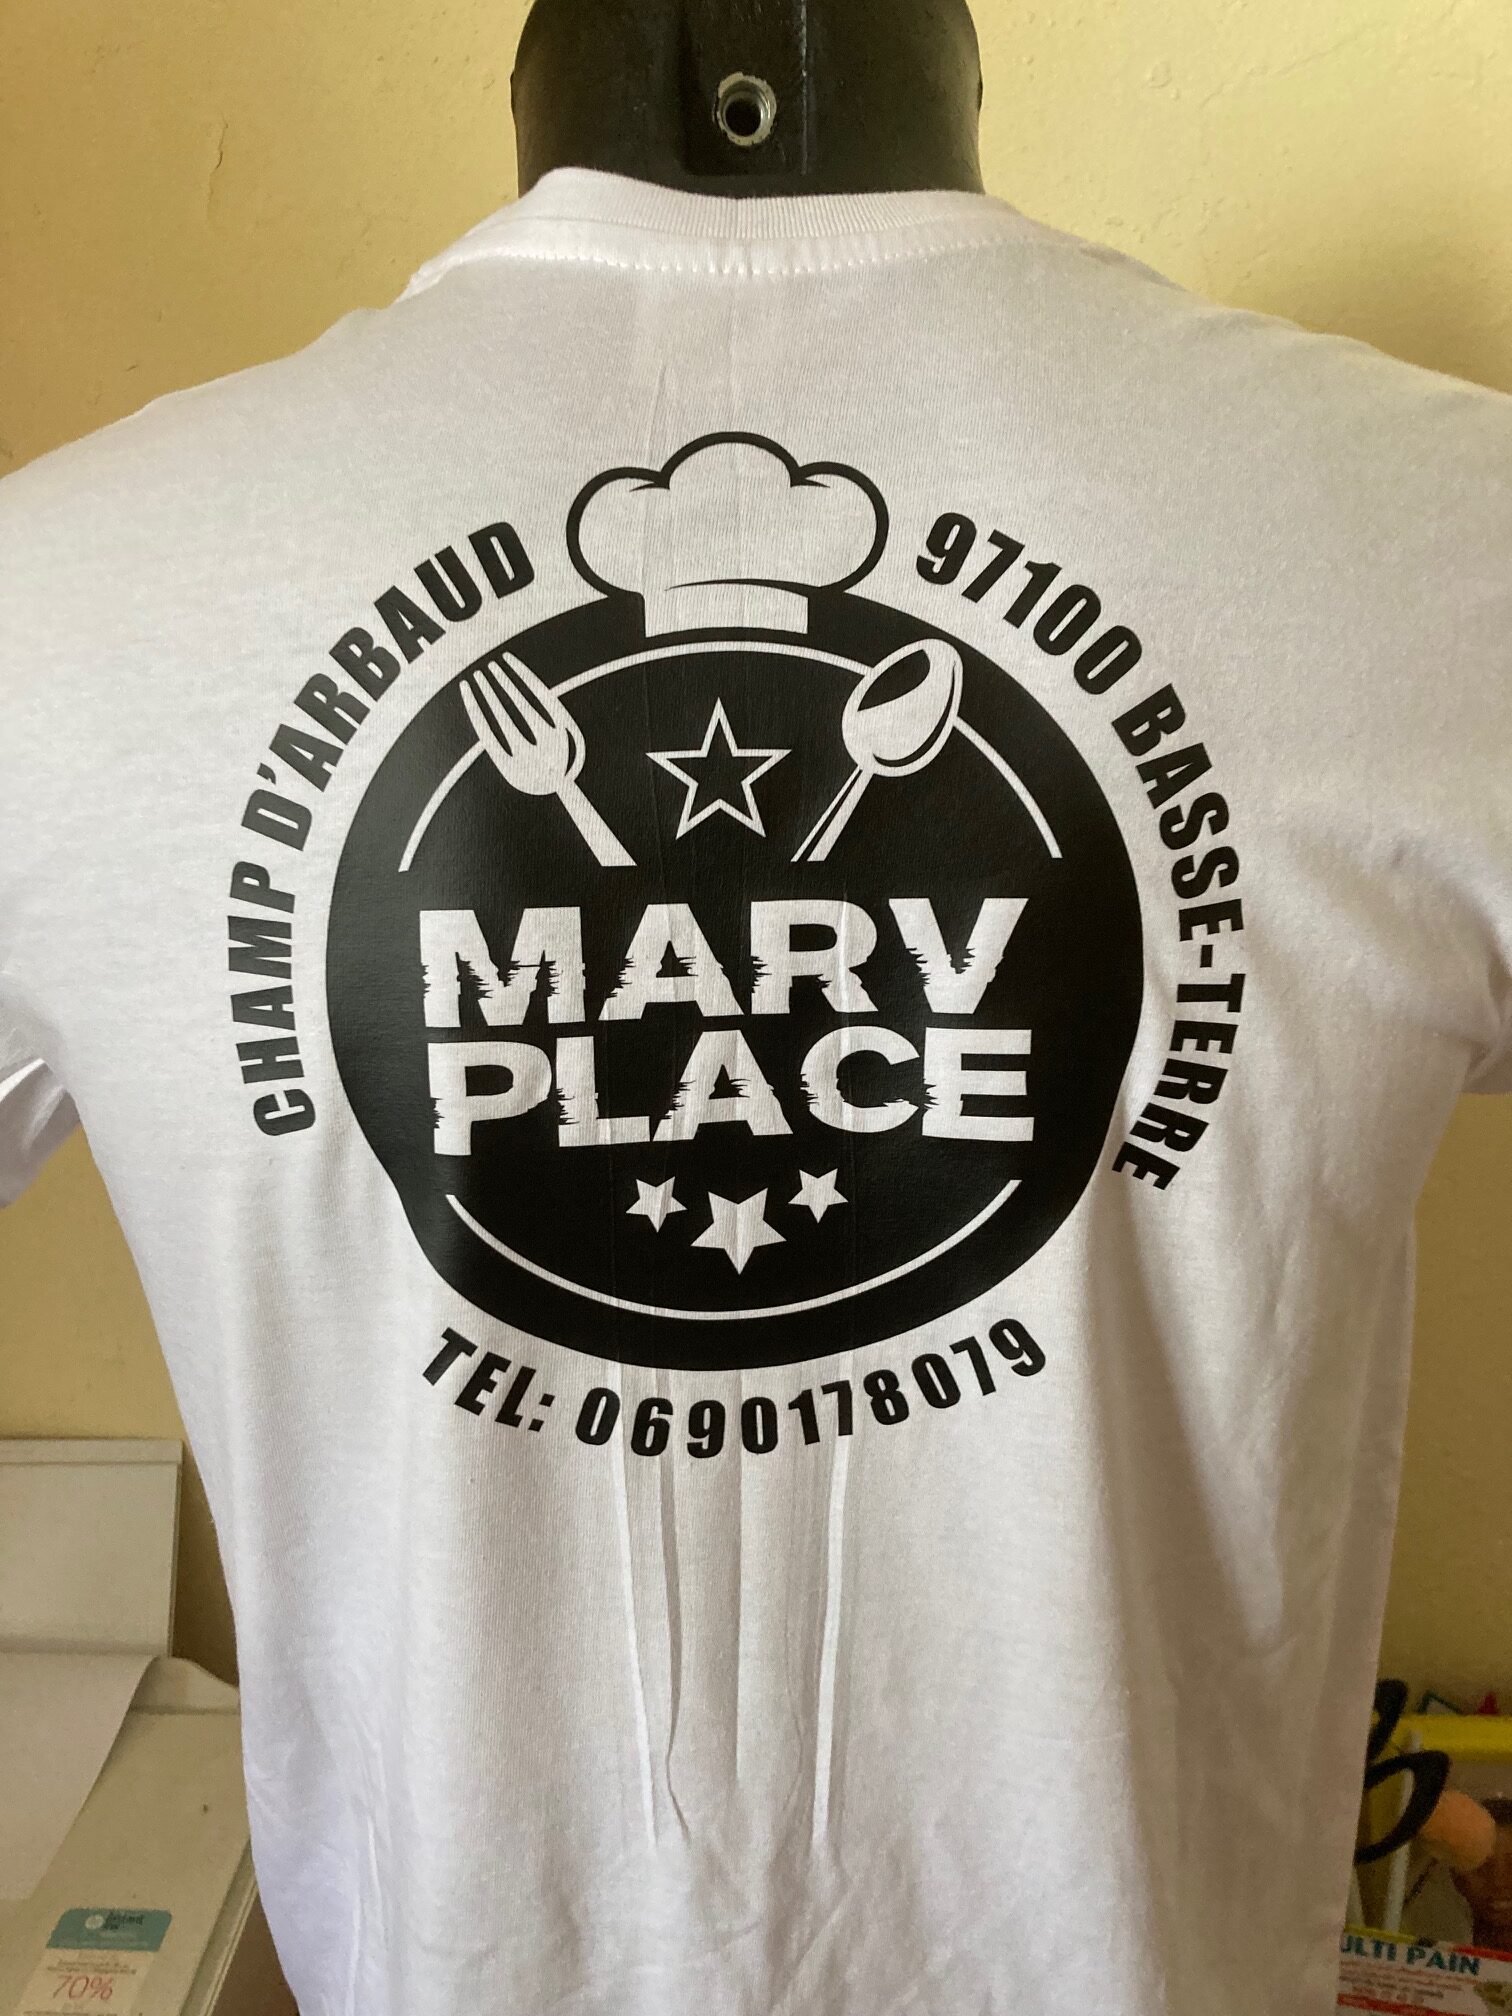 CHAMP D'ARBAUD
97100 BASSE-TERRE
MARV
PLACE
TEL: 0690178079
70%
ULTI PAIN